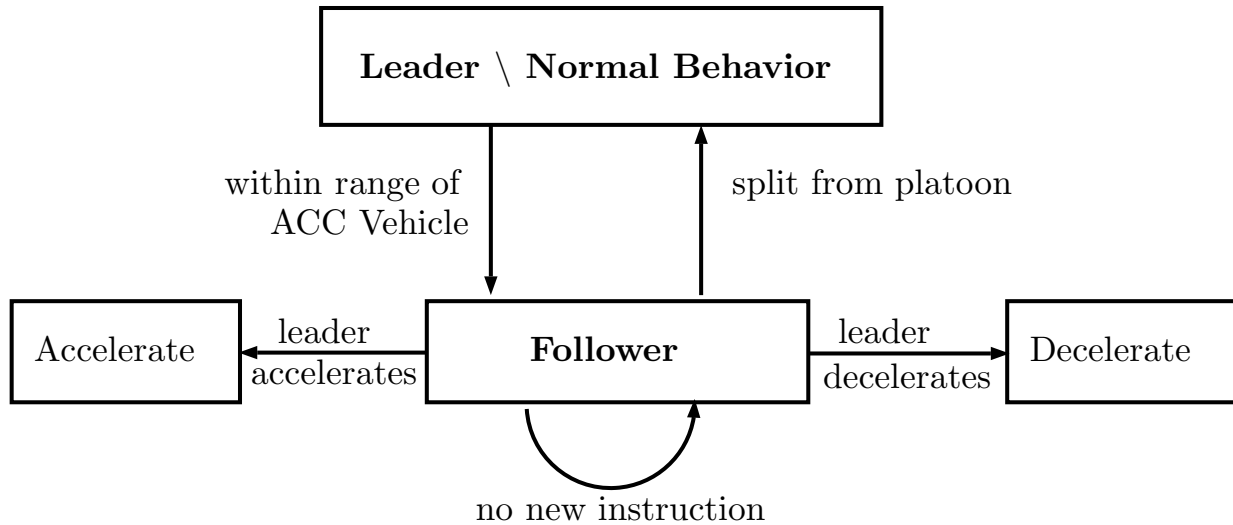 Leader \ Normal Behavior
within range of
ACC Vehicle
split from platoon
Accelerate
leader
accelerates
Follower
leader
decelerates
Decelerate
no new instruction